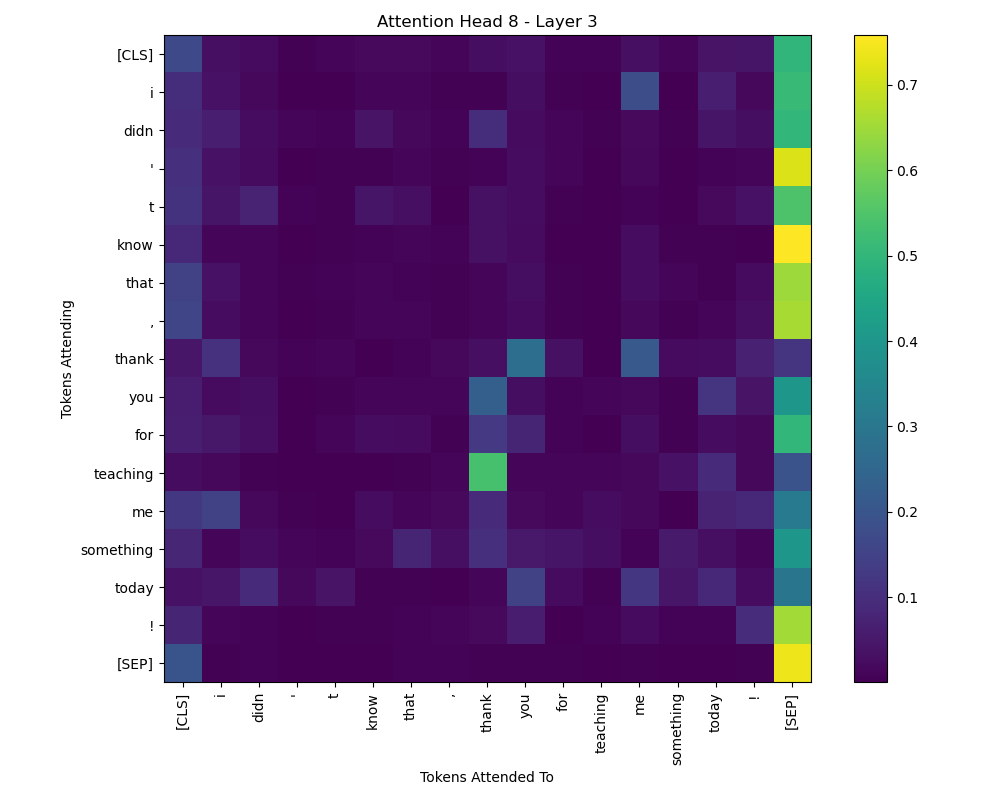 Attention Head 8 - Layer 3
Tokens Attending
[CLS]
i
didn
'
t
know
that
,
thank
you
for
teaching
me
something
today
!
[SEP]
[CLS]
i
didn
'
t
know
that
,
thank
you
for
teaching
me
something
today
!
[SEP]
Tokens Attended To
0.7
0.6
0.5
0.4
0.3
0.2
0.1